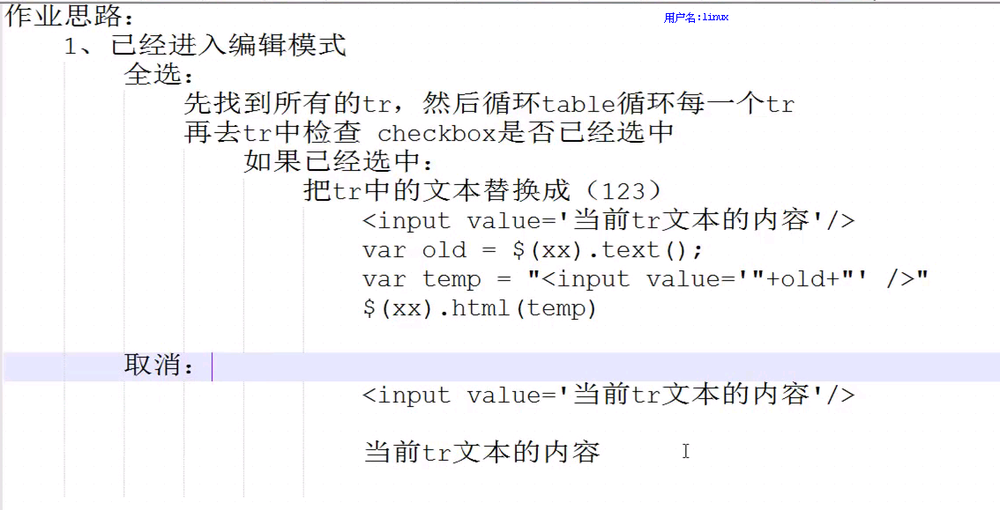 作业思路：
用户名:linux
1、已经进入编辑模式
全选：
先找到所有的tr，然后循环table循环每一个tr
再去tr中检查 checkbox是否已经选中
如果已经选中：
把tr中的文本替换成（123）
<input value='当前tr文本的内容'/>
var old = $(xx).text();
var temp = "<input value='"+old+"' />"
$(xx).html(temp)
取消：
<input value='当前tr文本的内容'/>
当前tr文本的内容